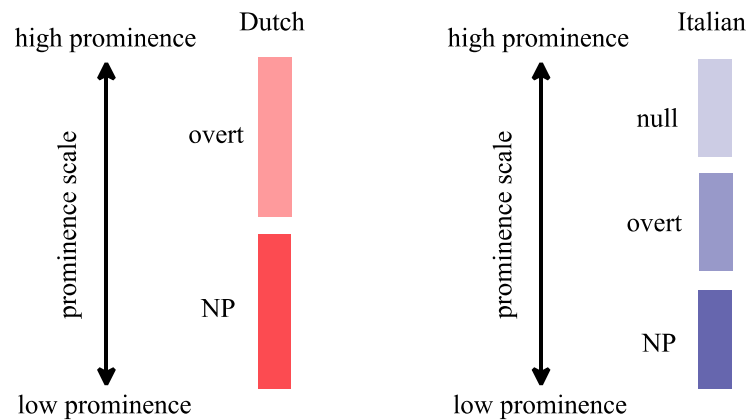 Dutch
high prominence
overt
prominence scale
NP
low prominence
Italian
high prominence
null
prominence scale
overt
NP
low prominence